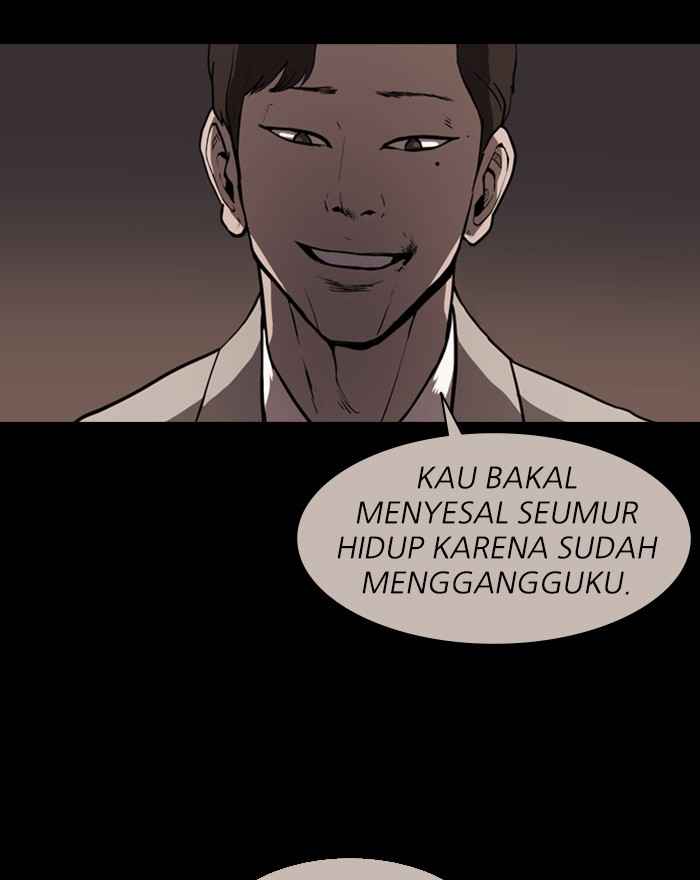 KAU BAKAL
MENYESAL SEUMUR
HIDUP KARENA SUDAH
MENGGANGGUKU.